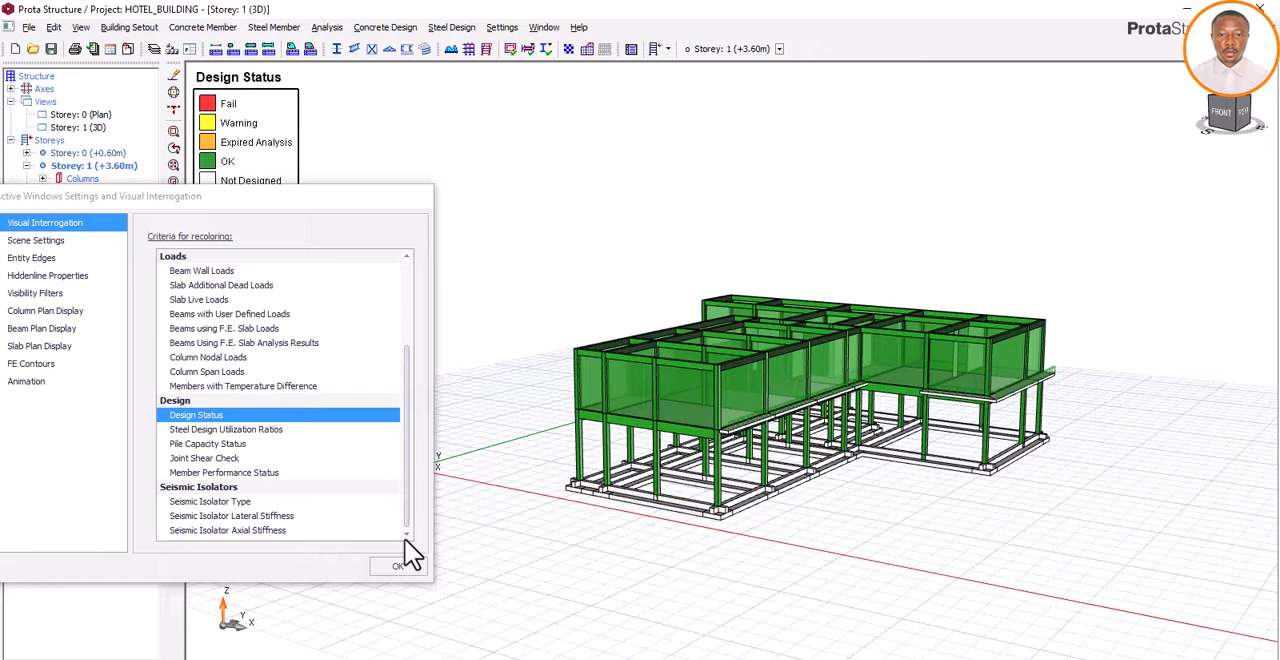 Prota Structure / Project: HOTEL_BUILDING - [Storey: 1 (3D)]
File Edit View Building Setout Concrete Member Steel Member Analysis Concrete Design Steel Design Settings Window Help
Storey: 1 (+3.60m)
Structure
Axes
Views
Storey: 0 (Plan)
Storey: 1 (3D)
Storeys
Storey: 0 (+0.60m)
Storey: 1 (+3.60m)
Columns
Design Status
Fail
Warning
Expired Analysis
OK
Not Designed
FRONT
Active Windows Settings and Visual Interrogation
Visual Interrogation
Scene Settings
Entity Edges
Hiddenline Properties
Visibility Filters
Column Plan Display
Beam Plan Display
Slab Plan Display
FE Contours
Animation
Criteria for recoloring:
Loads
Beam Wall Loads
Slab Additional Dead Loads
Slab Live Loads
Beams with User Defined Loads
Beams using F.E. Slab Loads
Beams Using F.E. Slab Analysis Results
Column Nodal Loads
Column Span Loads
Members with Temperature Difference
Design
Design Status
Steel Design Utilization Ratios
Pile Capacity Status
Joint Shear Check
Member Performance Status
Seismic Isolators
Seismic Isolator Type
Seismic Isolator Lateral Stiffness
Seismic Isolator Axial Stiffness
OK
Y
X
Z
Y
X